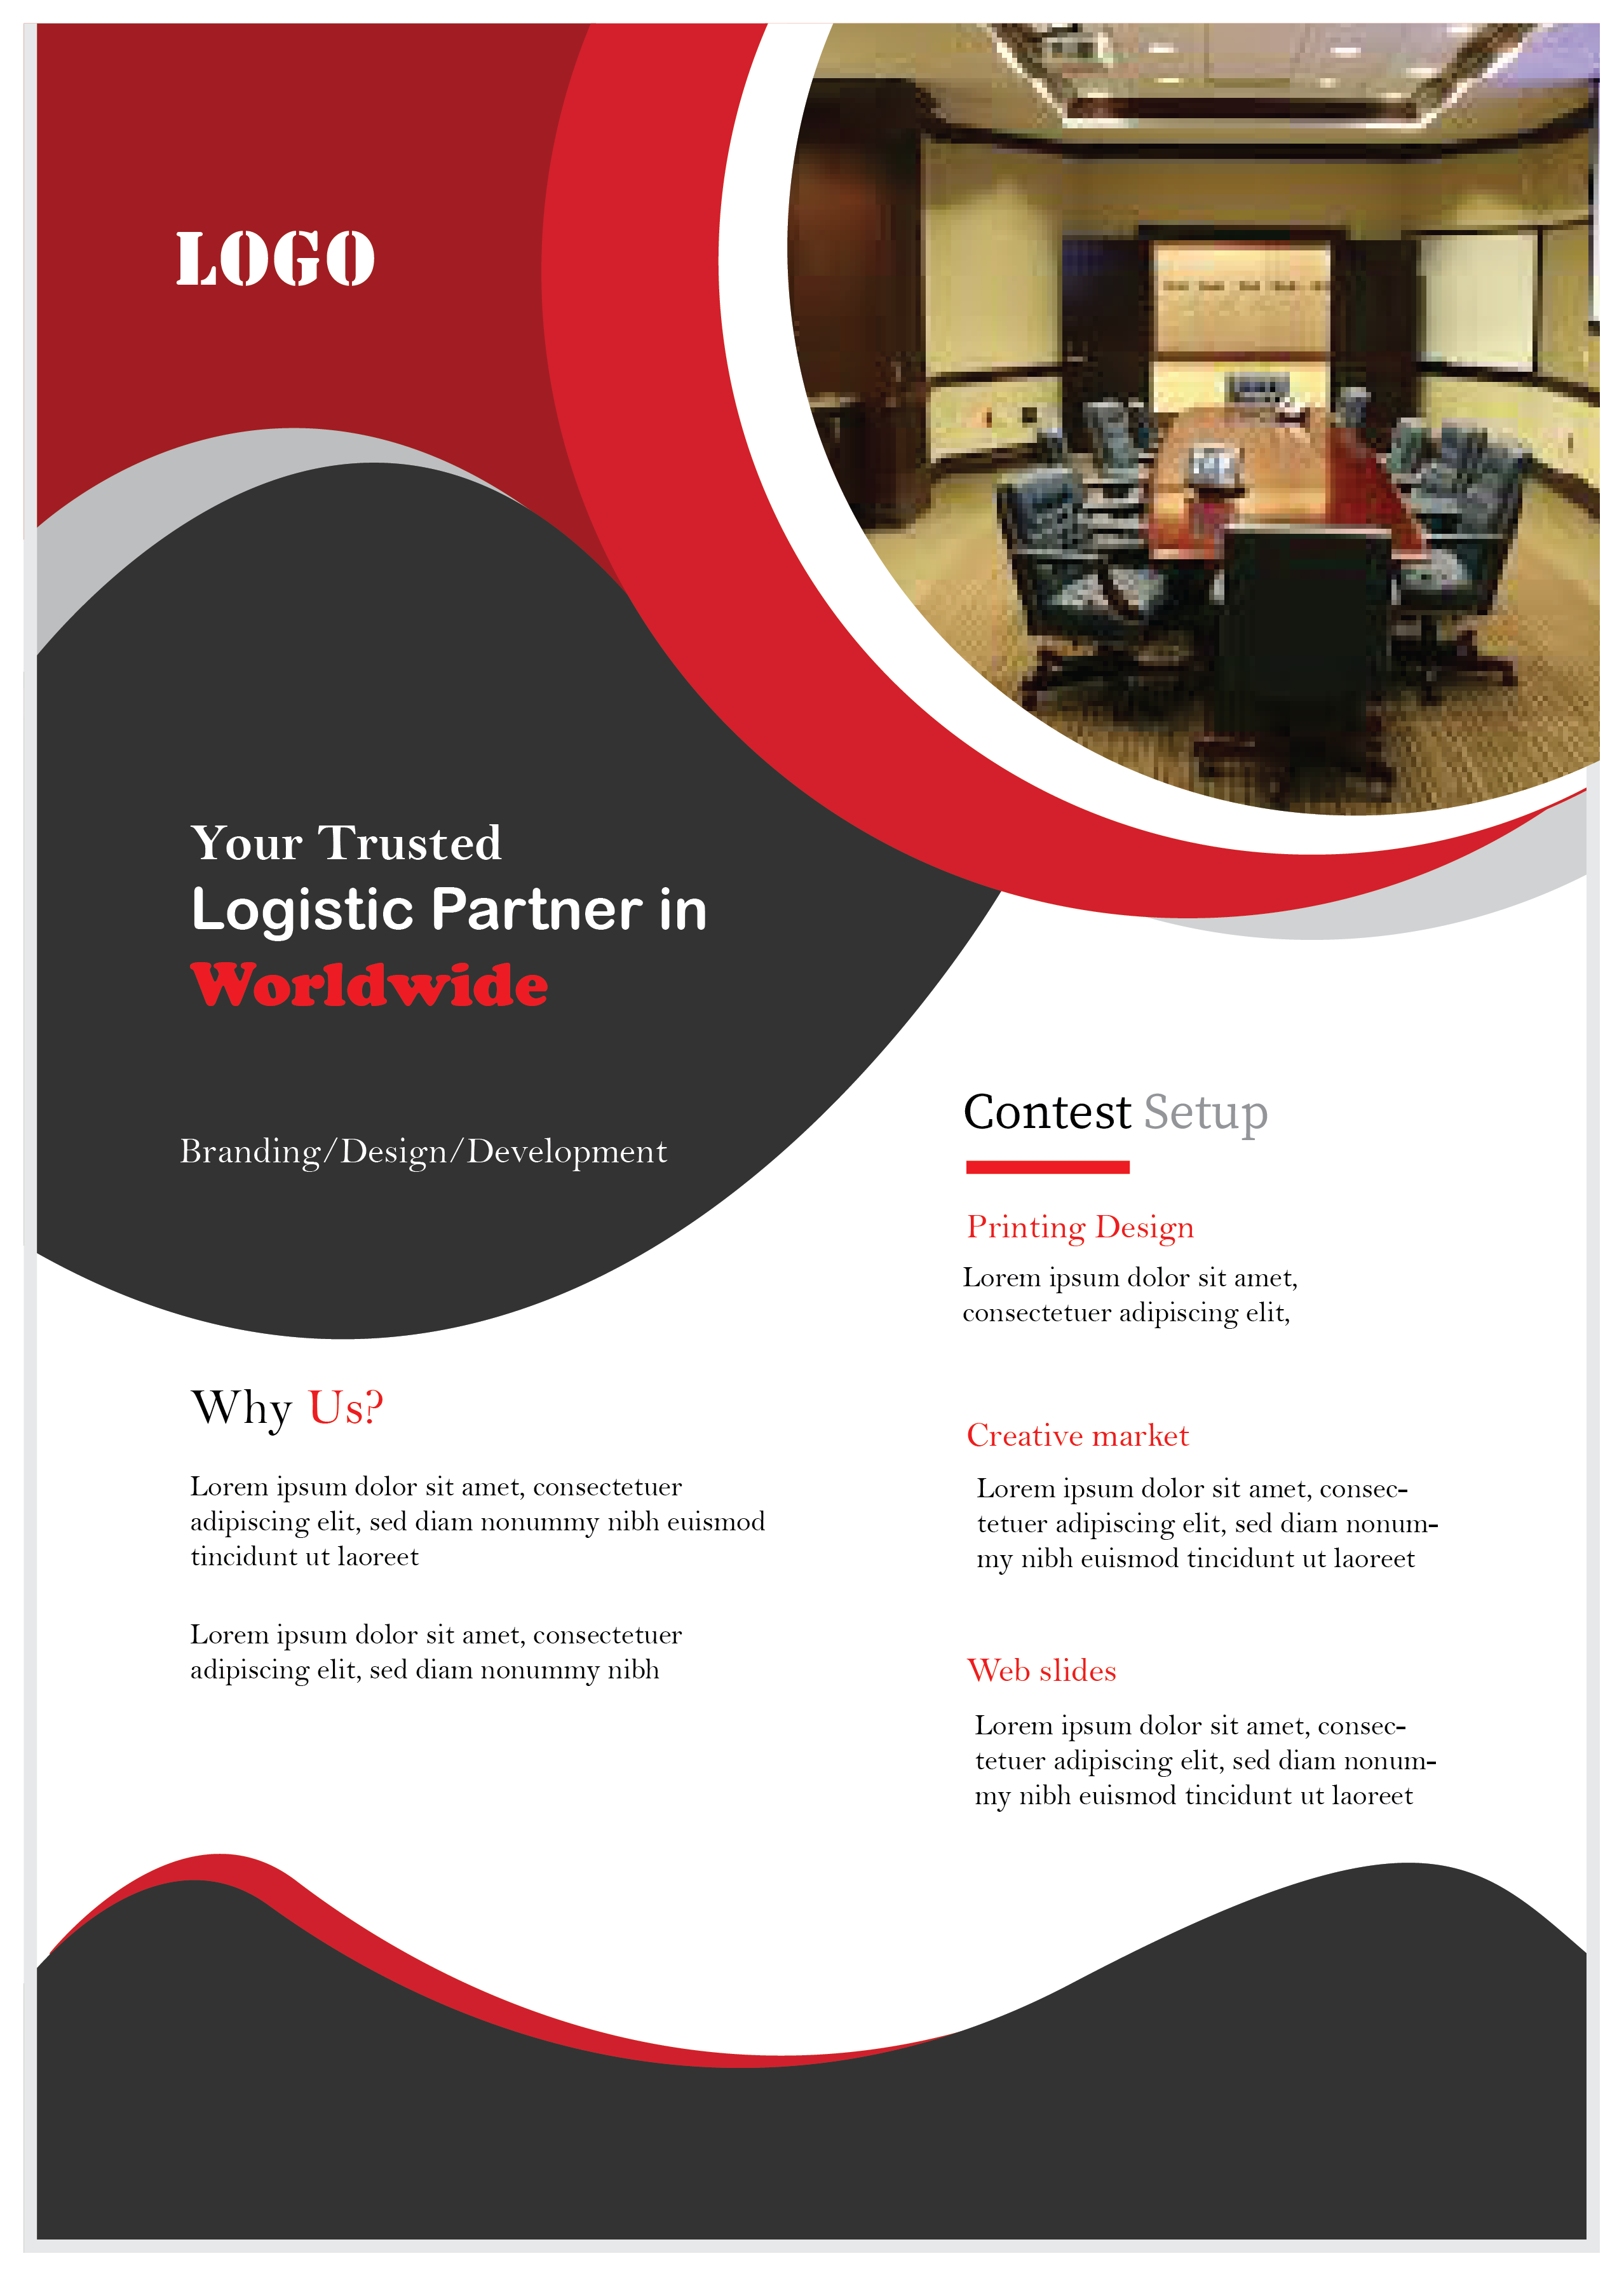 LOGO
Your Trusted
Logistic Partner in
Worldwide
Branding/Design/Development
Why Us?
Lorem ipsum dolor sit amet, consectetuer
adipiscing elit, sed diam nonummy nibh euismod
tincidunt ut laoreet
Lorem ipsum dolor sit amet, consectetuer
adipiscing elit, sed diam nonummy nibh
Contest Setup
Printing Design
Lorem ipsum dolor sit amet,
consectetuer adipiscing elit,
Creative market
Lorem ipsum dolor sit amet, consec-
tetuer adipiscing elit, sed diam nonum-
my nibh euismod tincidunt ut laoreet
Web slides
Lorem ipsum dolor sit amet, consec-
tetuer adipiscing elit, sed diam nonum-
my nibh euismod tincidunt ut laoreet